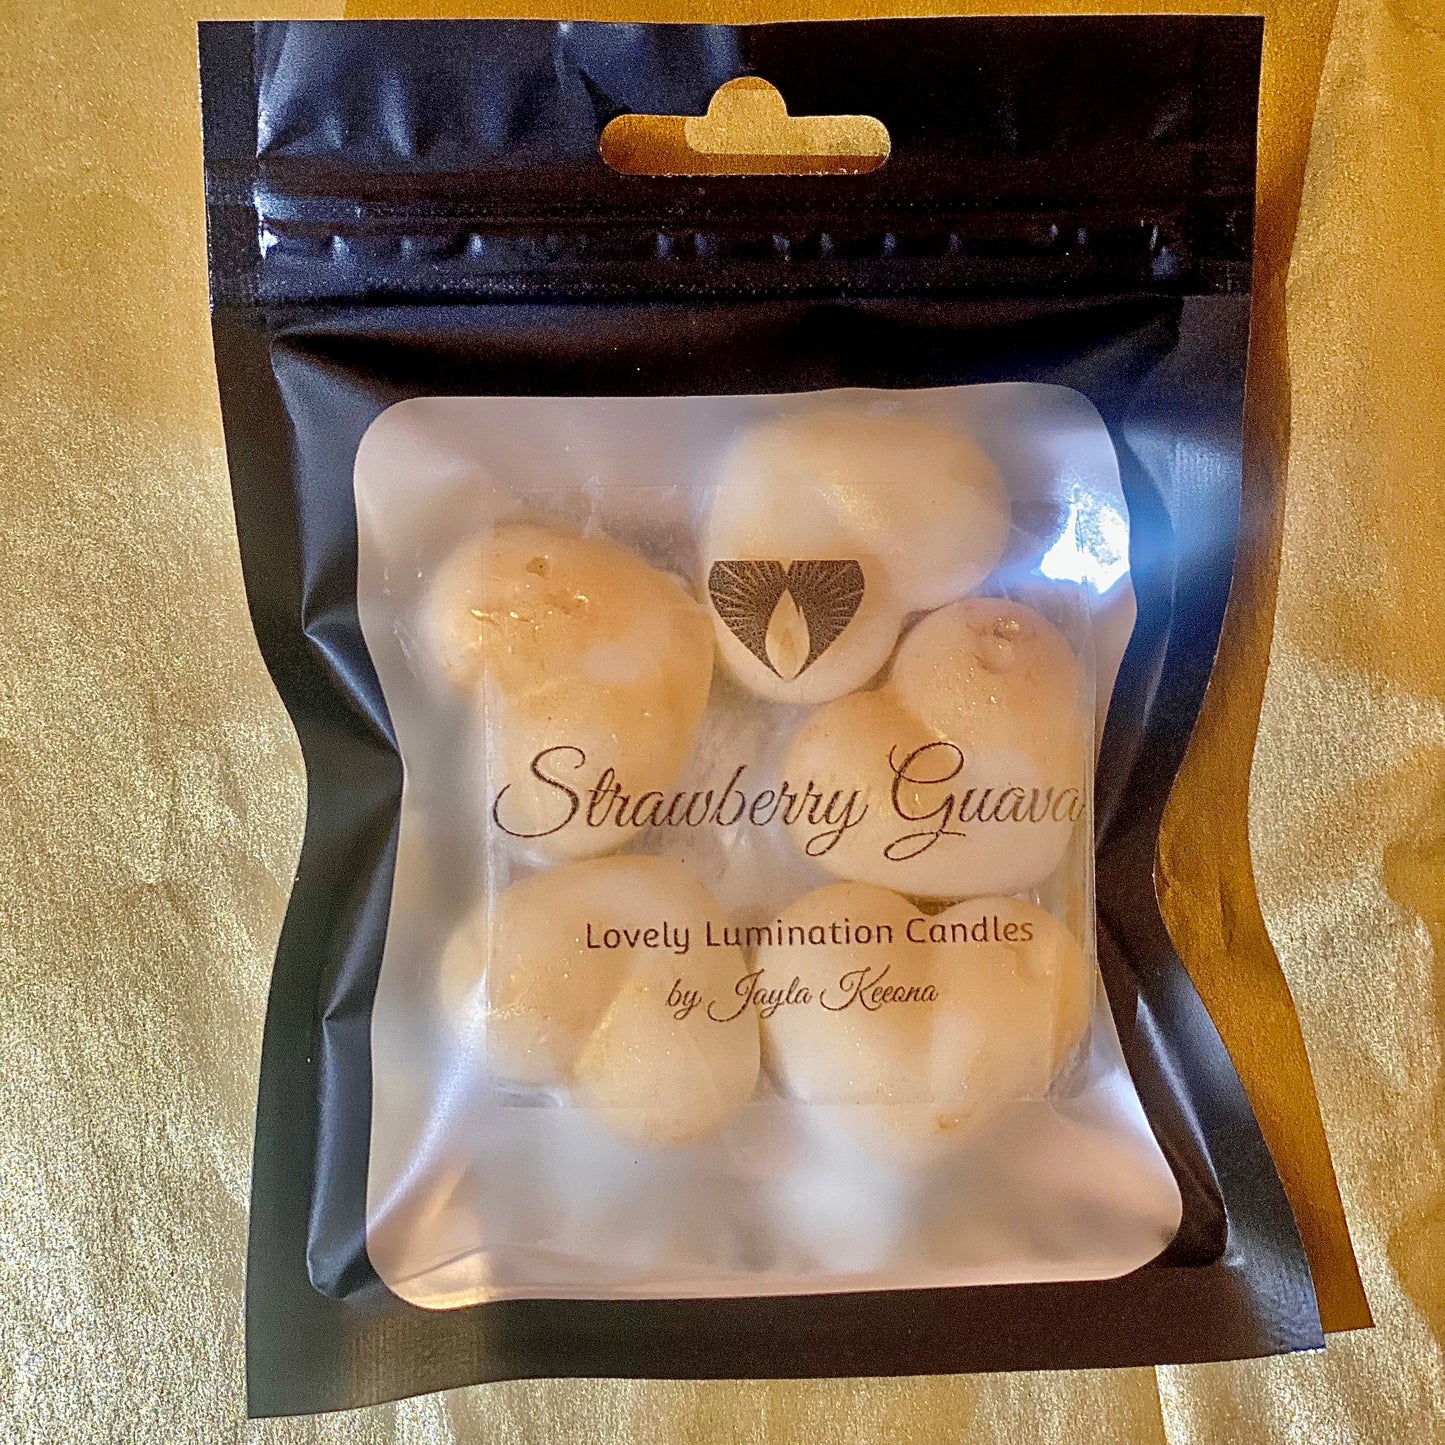 Strawberry Guava
Lovely Lumination Candles
by Jayla Keeona